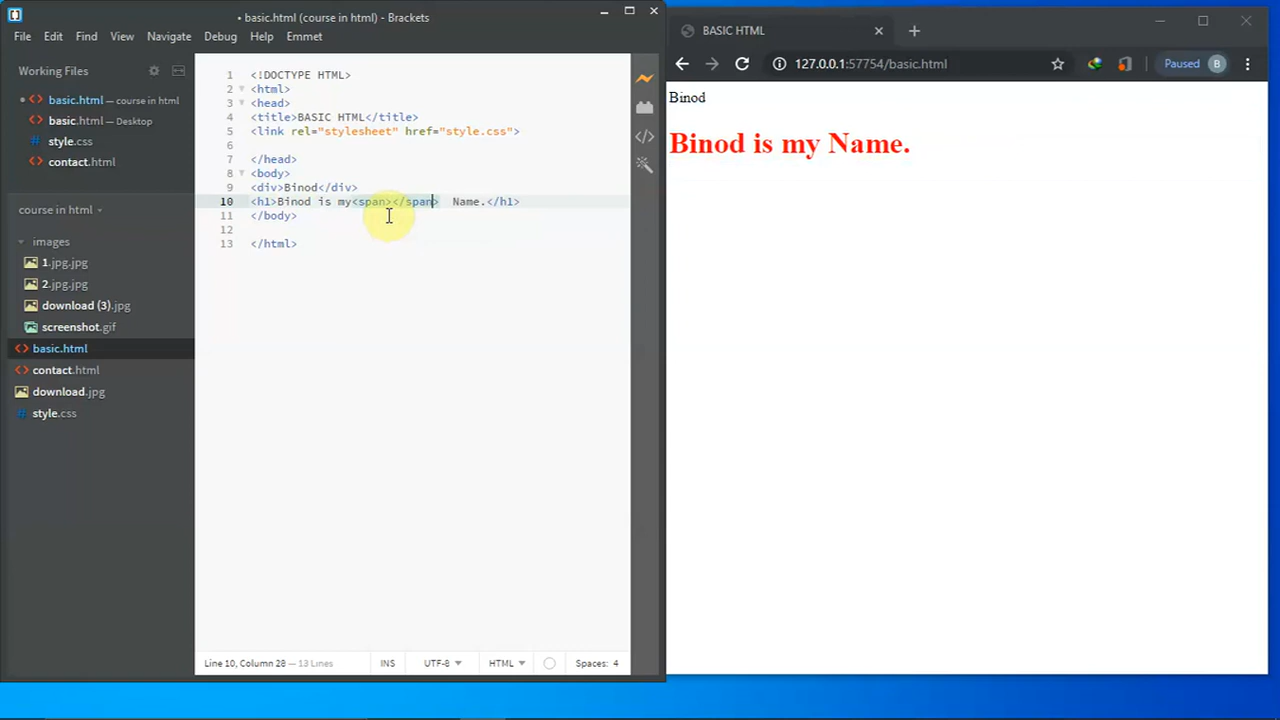 • basic.html (course in html) - Brackets
File Edit Find View Navigate Debug Help Emmet
Working Files
basic.html — course in html
basic.html — Desktop
style.css
contact.html
course in html
images
1.jpg.jpg
2.jpg.jpg
download (3).jpg
screenshot.gif
basic.html
contact.html
download.jpg
style.css
1 <!DOCTYPE HTML>
2 <html>
3 <head>
4 <title>BASIC HTML</title>
5 <link rel="stylesheet" href="style.css">
6
7 </head>
8 <body>
9 <div>Binod</div>
10 <h1>Binod is my<span></span>  Name.</h1>
11 </body>
12
13 </html>
Line 10, Column 28 — 13 Lines INS UTF-8 HTML Spaces: 4
BASIC HTML
127.0.0.1:57754/basic.html Paused B
Binod
Binod is my Name.